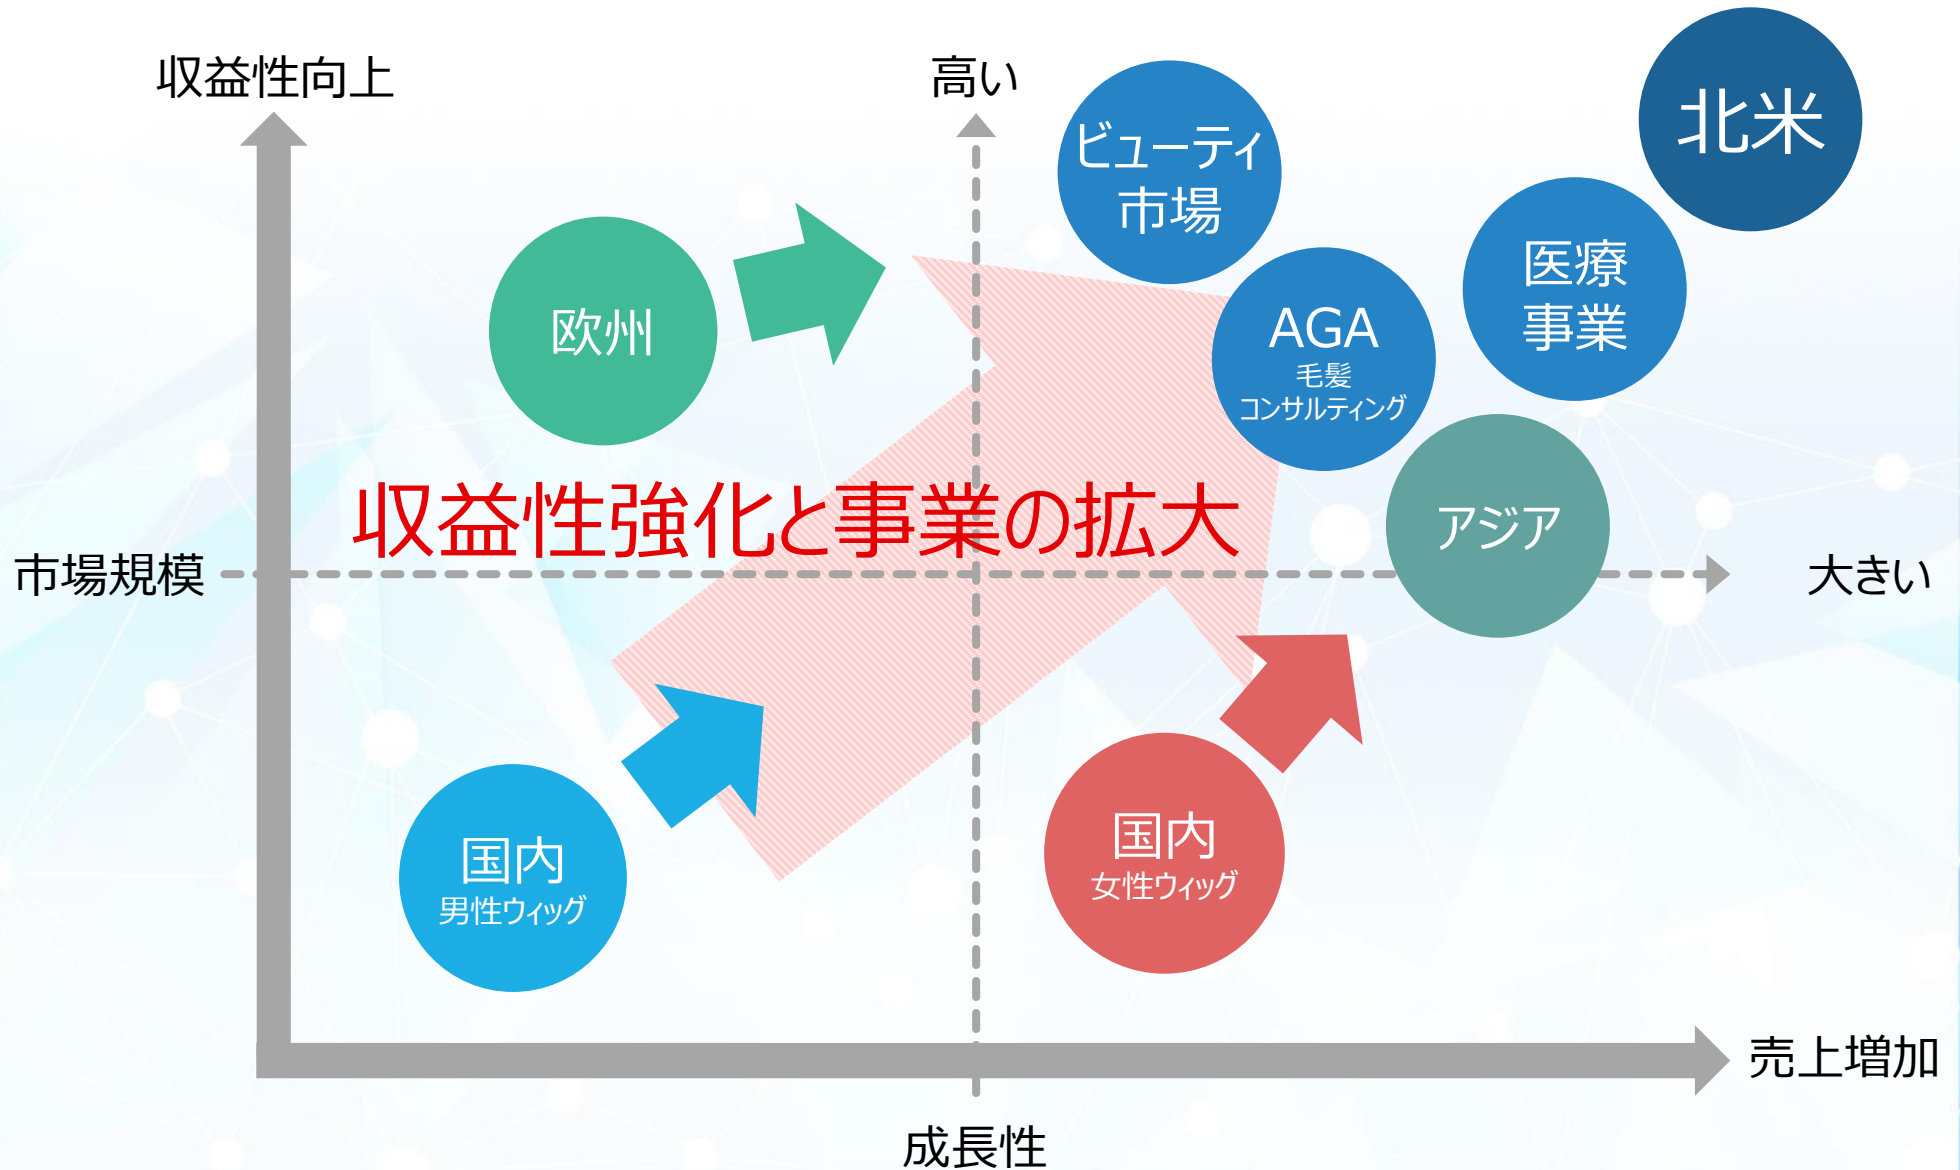 収益性向上
高い
ビューティ
市場
北米
医療
事業
欧州
AGA
毛髪
コンサルティング
収益性強化と事業の拡大
アジア
市場規模
大きい
国内
男性ウィッグ
国内
女性ウィッグ
売上増加
成長性